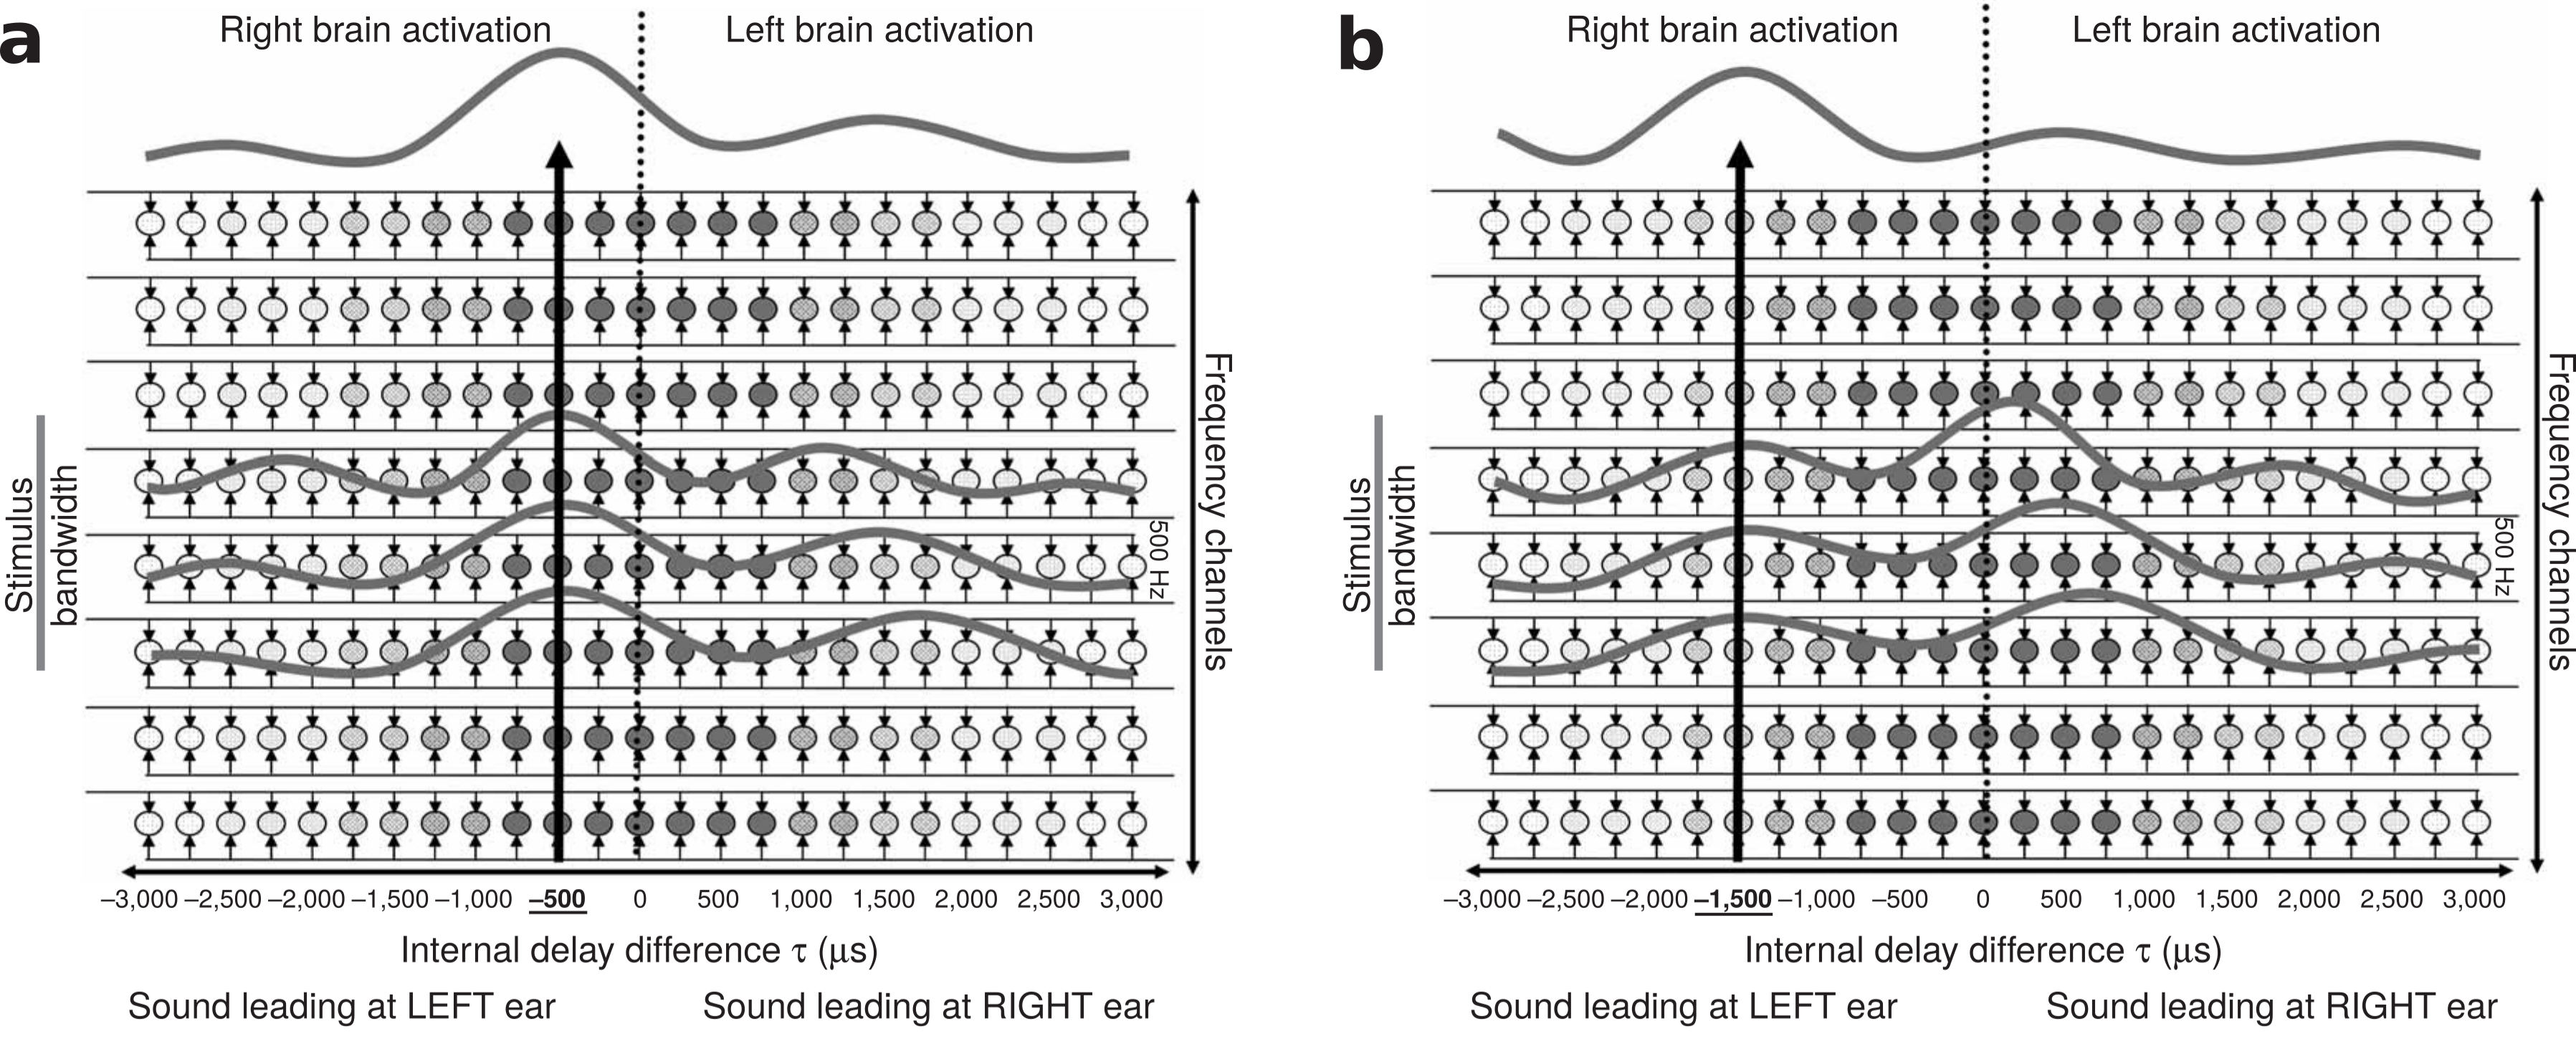 a
Right brain activation
Left brain activation
Stimulus
bandwidth
500 Hz
Frequency channels
–3,000 –2,500 –2,000 –1,500 –1,000 –500 0 500 1,000 1,500 2,000 2,500 3,000
Internal delay difference τ (μs)
Sound leading at LEFT ear
Sound leading at RIGHT ear
b
Right brain activation
Left brain activation
Stimulus
bandwidth
500 Hz
Frequency channels
–3,000 –2,500 –2,000 –1,500 –1,000 –500 0 500 1,000 1,500 2,000 2,500 3,000
Internal delay difference τ (μs)
Sound leading at LEFT ear
Sound leading at RIGHT ear